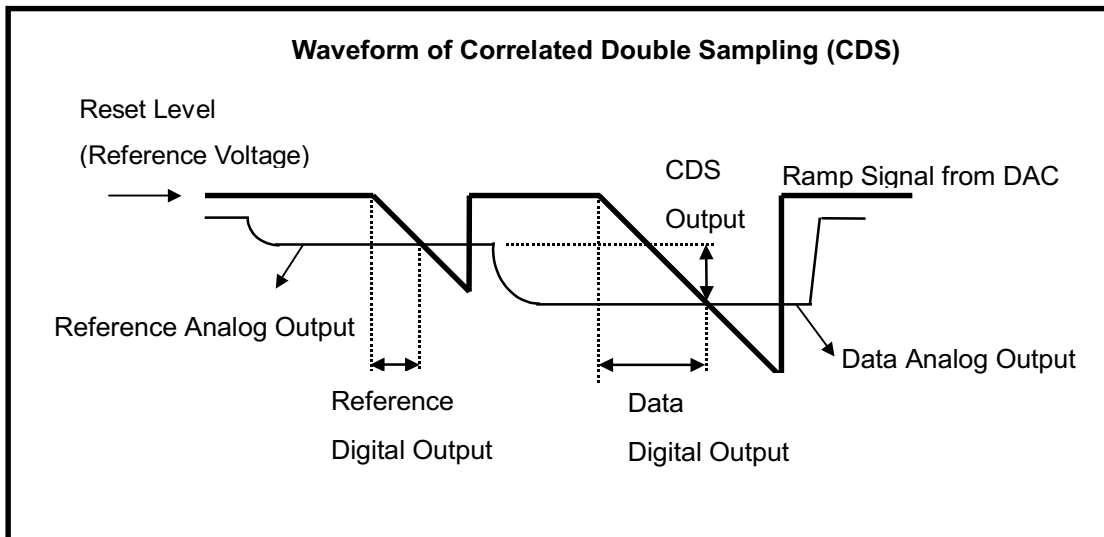 Waveform of Correlated Double Sampling (CDS)
Reset Level
(Reference Voltage)
CDS
Output
Ramp Signal from DAC
Reference Analog Output
Data Analog Output
Reference
Digital Output
Data
Digital Output